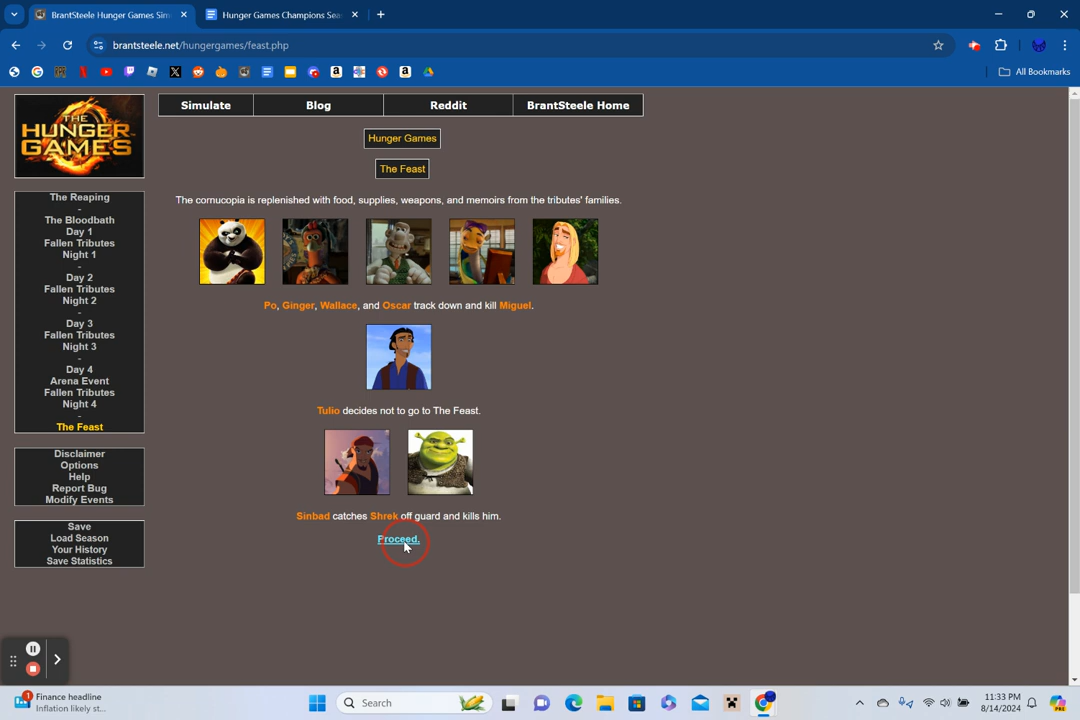 BrantSteele Hunger Games Sim
Hunger Games Champions Sea
brantsteele.net/hungergames/feast.php
All Bookmarks
THE HUNGER GAMES
Simulate
Blog
Reddit
BrantSteele Home
Hunger Games
The Feast
The Reaping
-
The Bloodbath
Day 1
Fallen Tributes
Night 1
-
Day 2
Fallen Tributes
Night 2
-
Day 3
Fallen Tributes
Night 3
-
Day 4
Arena Event
Fallen Tributes
Night 4
-
The Feast
Disclaimer
Options
Help
Report Bug
Modify Events
Save
Load Season
Your History
Save Statistics
The cornucopia is replenished with food, supplies, weapons, and memoirs from the tributes' families.
Po, Ginger, Wallace, and Oscar track down and kill Miguel.
Tulio decides not to go to The Feast.
Sinbad catches Shrek off guard and kills him.
Proceed.
1
Finance headline
Inflation likely st...
Search
11:33 PM
8/14/2024
PRE